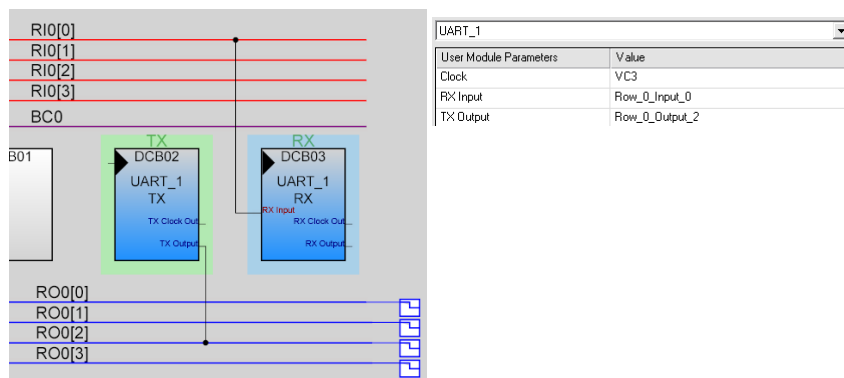 RI0[0]
RI0[1]
RI0[2]
RI0[3]
BC0
TX
RX
B01
DCB02
DCB03
UART_1
TX
UART_1
RX
RX Input
TX Clock Out
RX Clock Out
TX Output
RX Output
RO0[0]
RO0[1]
RO0[2]
RO0[3]
UART_1
User Module Parameters Value
Clock VC3
RX Input Row_0_Input_0
TX Output Row_0_Output_2